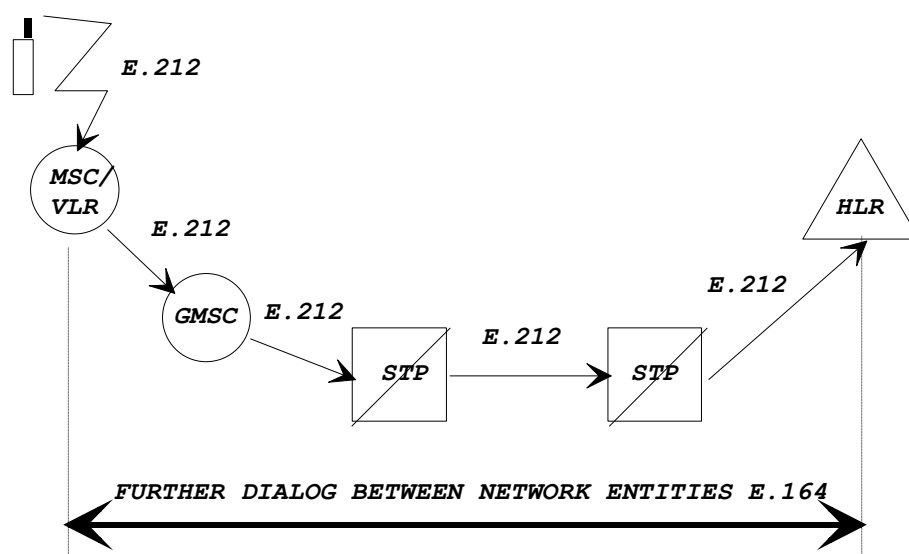 E.212
MSC/
VLR
E.212
GMSC
E.212
STP
E.212
STP
E.212
HLR
FURTHER DIALOG BETWEEN NETWORK ENTITIES E.164